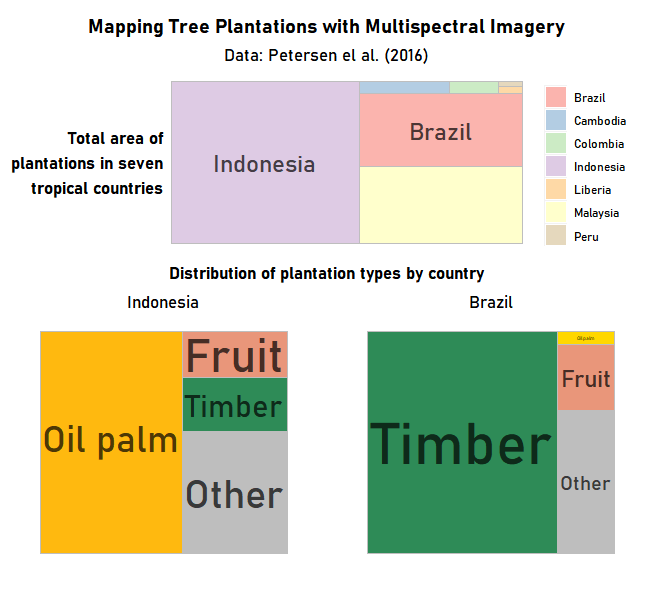 Mapping Tree Plantations with Multispectral Imagery
Data: Petersen el al. (2016)
Total area of
plantations in seven
tropical countries
Indonesia
Brazil
Brazil
Cambodia
Colombia
Indonesia
Liberia
Malaysia
Peru
Distribution of plantation types by country
Indonesia
Brazil
Oil palm
Fruit
Timber
Other
Timber
Oil palm
Fruit
Other